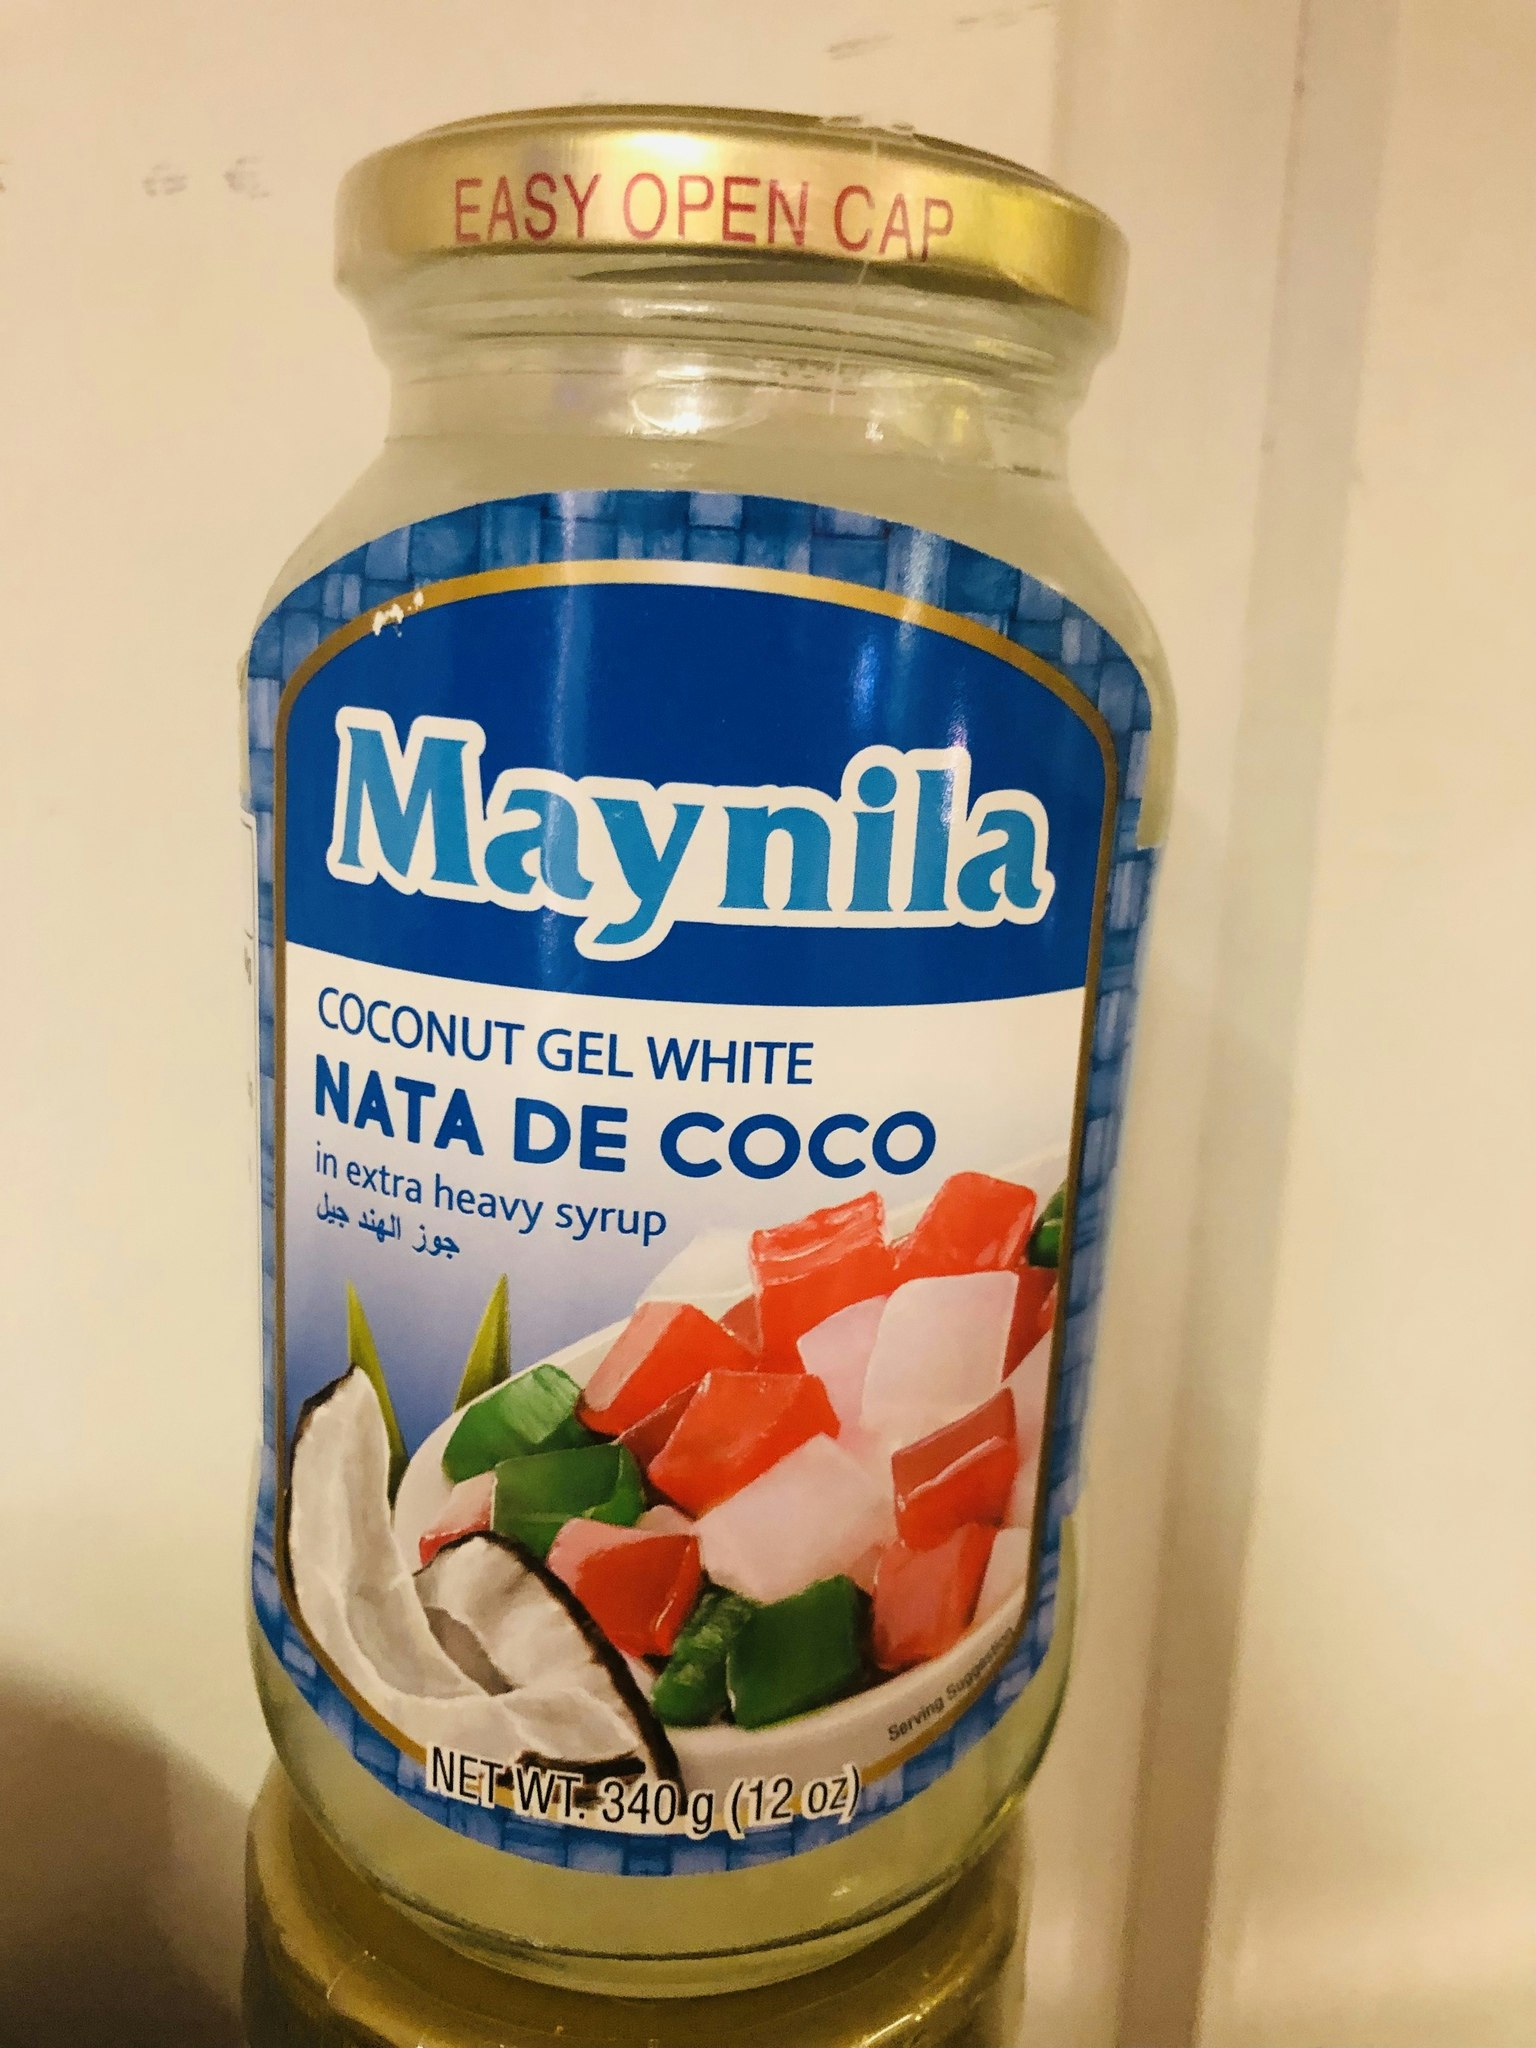 EASY OPEN CAP
Maynila
COCONUT GEL WHITE
NATA DE COCO
in extra heavy syrup
جوز الهند جيل
Serving Suggestion
NET WT. 340 g (12 oz)